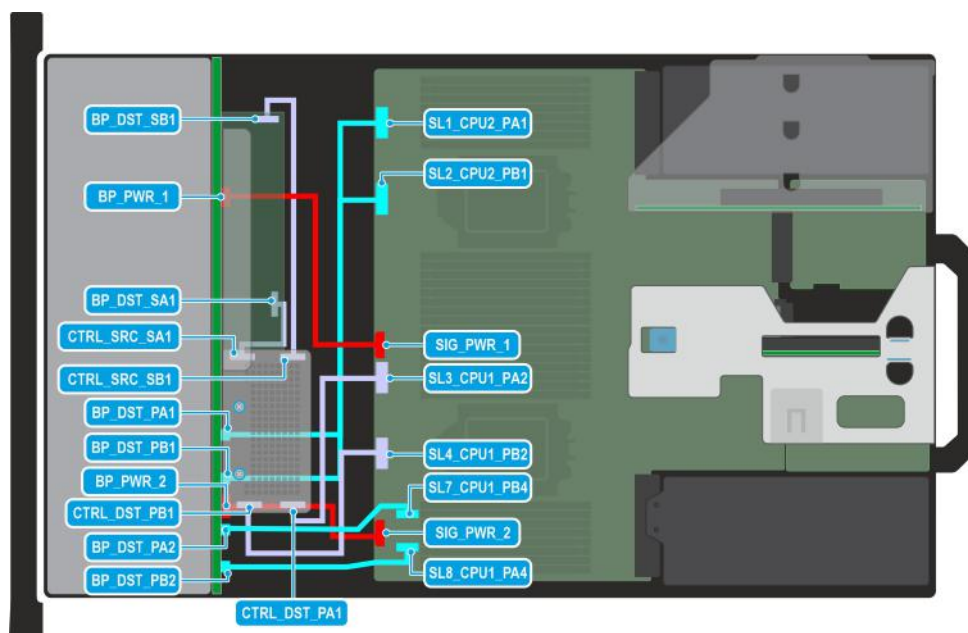 BP_DST_SB1
BP_PWR_1
BP_DST_SA1
CTRL_SRC_SA1
CTRL_SRC_SB1
BP_DST_PA1
BP_DST_PB1
BP_PWR_2
CTRL_DST_PB1
BP_DST_PA2
BP_DST_PB2
CTRL_DST_PA1
SL1_CPU2_PA1
SL2_CPU2_PB1
SIG_PWR_1
SL3_CPU1_PA2
SL4_CPU1_PB2
SL7_CPU1_PB4
SIG_PWR_2
SL8_CPU1_PA4